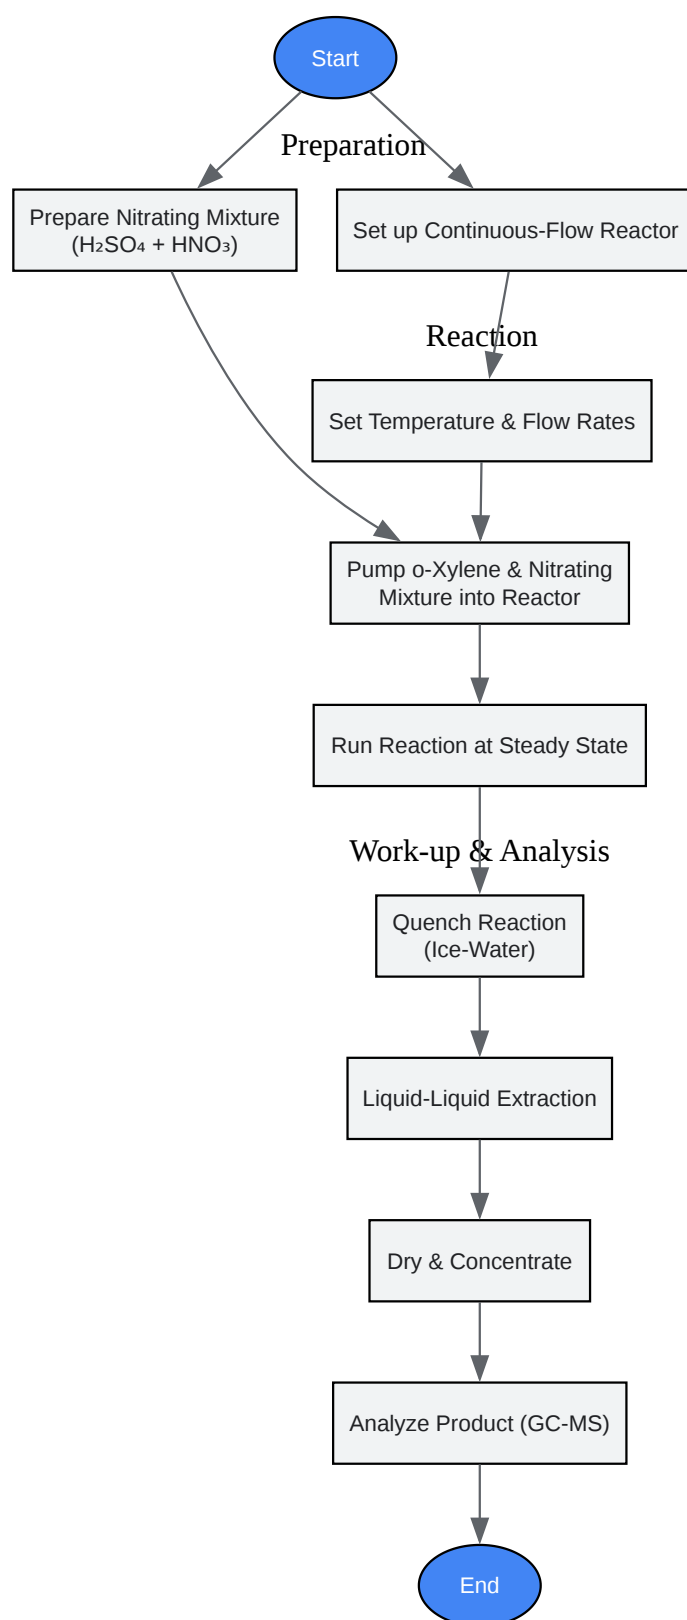 Start
Preparation
Prepare Nitrating Mixture
(H₂SO₄ + HNO₃)
Set up Continuous-Flow Reactor
Reaction
Set Temperature & Flow Rates
Pump o-Xylene & Nitrating
Mixture into Reactor
Run Reaction at Steady State
Work-up & Analysis
Quench Reaction
(Ice-Water)
Liquid-Liquid Extraction
Dry & Concentrate
Analyze Product (GC-MS)
End